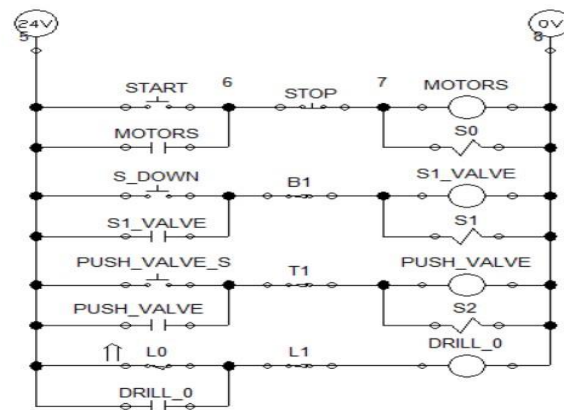 24V 0V
5 8
START 6 STOP 7 MOTORS
MOTORS S0
S_DOWN B1 S1_VALVE
S1_VALVE S1
PUSH_VALVE_S T1 PUSH_VALVE
PUSH_VALVE S2
L0 L1 DRILL_0
DRILL_0